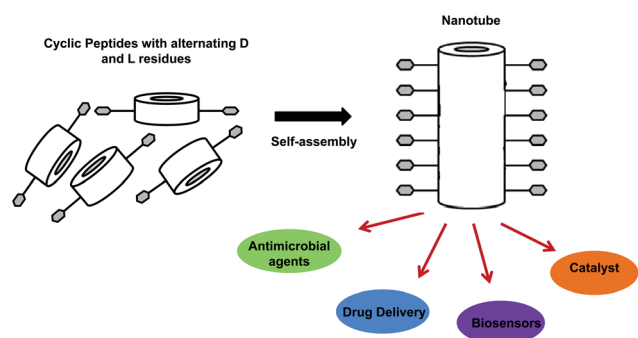 Nanotube
Cyclic Peptides with alternating D
and L residues
Self-assembly
Antimicrobial
agents
Drug Delivery
Biosensors
Catalyst